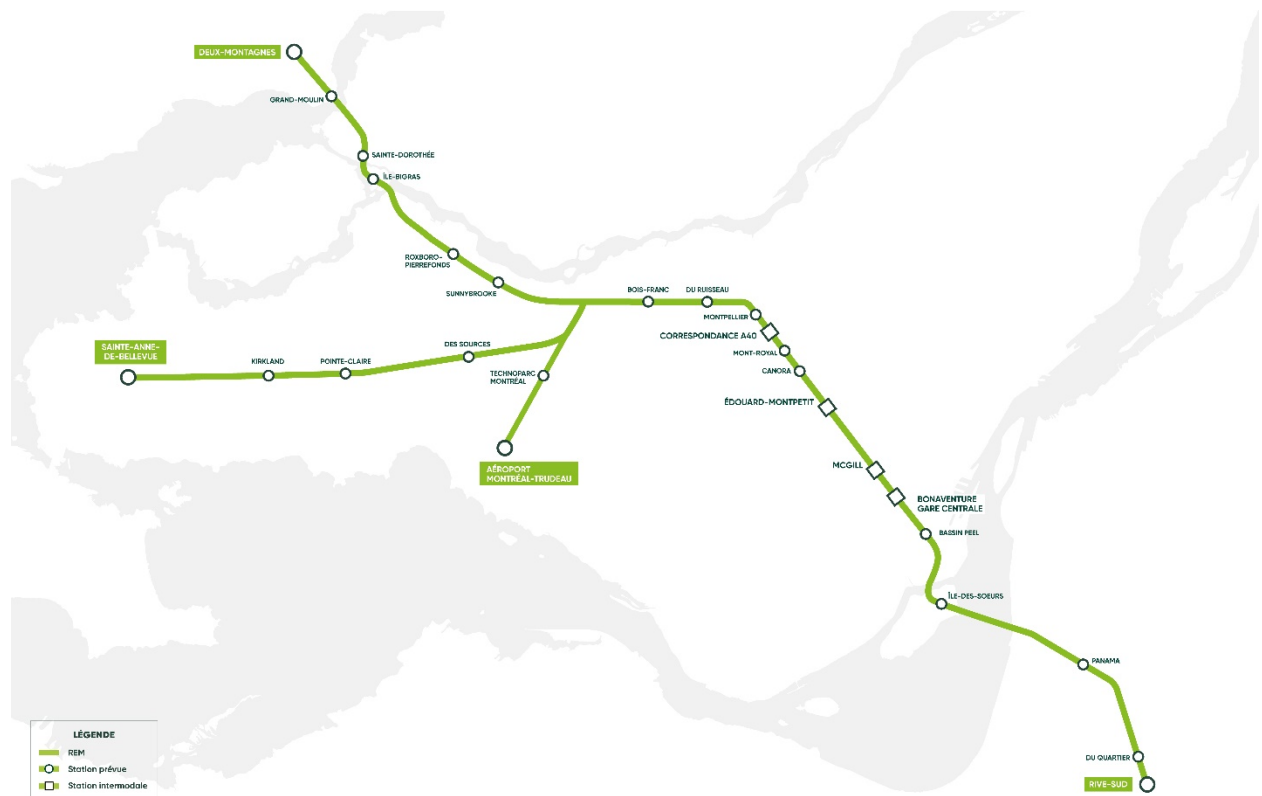 DEUX-MONTAGNES
GRAND-MOULIN
SAINTE-DOROTHÉE
ÎLE-BIGRAS
ROXBORO-
PIERREFONDS
SUNNYBROOKE
BOIS-FRANC
DU RUISSEAU
MONTPELLIER
CORRESPONDANCE A40
MONT-ROYAL
CANORA
SAINTE-ANNE-
DE-BELLEVUE
KIRKLAND
POINTE-CLAIRE
DES SOURCES
TECHNOPARC
MONTRÉAL
ÉDOUARD-MONTPETIT
AÉROPORT
MONTRÉAL-TRUDEAU
MCGILL
BONAVENTURE
GARE CENTRALE
BASSIN PEEL
ÎLE-DES-SOEURS
PANAMA
DU QUARTIER
RIVE-SUD
LÉGENDE
REM
Station prévue
Station intermodale